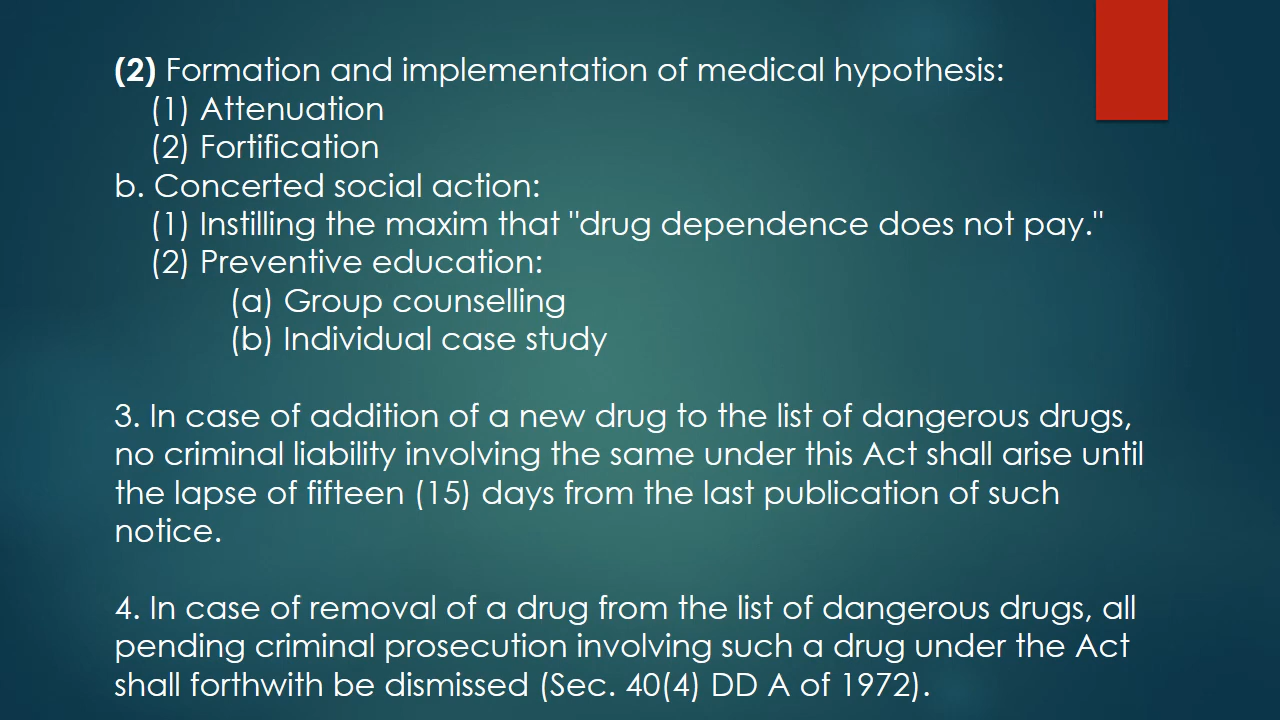 (2) Formation and implementation of medical hypothesis:
(1) Attenuation
(2) Fortification
b. Concerted social action:
(1) Instilling the maxim that "drug dependence does not pay."
(2) Preventive education:
(a) Group counselling
(b) Individual case study
3. In case of addition of a new drug to the list of dangerous drugs,
no criminal liability involving the same under this Act shall arise until
the lapse of fifteen (15) days from the last publication of such
notice.
4. In case of removal of a drug from the list of dangerous drugs, all
pending criminal prosecution involving such a drug under the Act
shall forthwith be dismissed (Sec. 40(4) DD A of 1972).